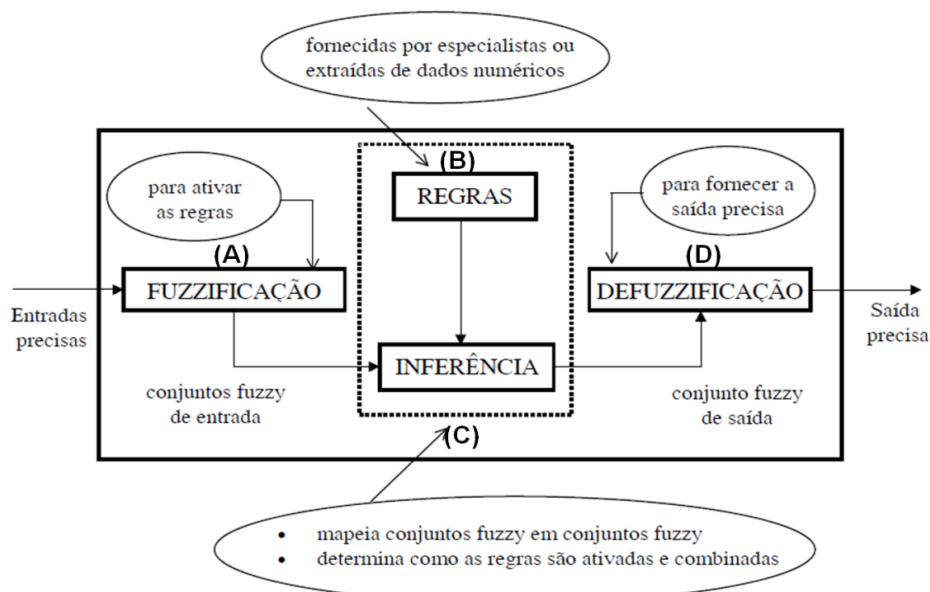 fornecidas por especialistas ou
extraídas de dados numéricos
(B)
REGRAS
para ativar
as regras
(A)
FUZZIFICAÇÃO
Entradas
precisas
conjuntos fuzzy
de entrada
INFERÊNCIA
(C)
para fornecer a
saída precisa
(D)
DEFUZZIFICAÇÃO
Saída
precisa
conjunto fuzzy
de saída
• mapeia conjuntos fuzzy em conjuntos fuzzy
• determina como as regras são ativadas e combinadas